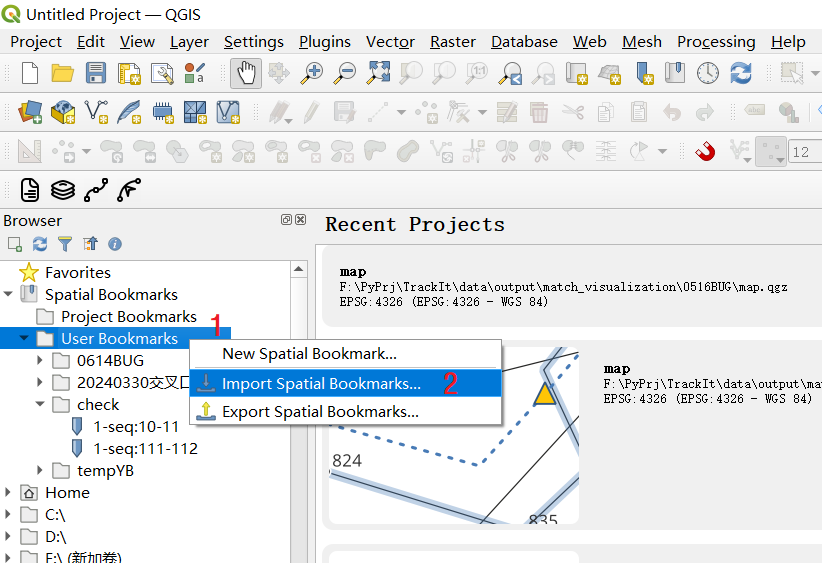 Untitled Project — QGIS
Project Edit View Layer Settings Plugins Vector Raster Database Web Mesh Processing Help
1:1
12
Browser
Favorites
Spatial Bookmarks
Project Bookmarks
1
User Bookmarks
0614BUG
20240330交叉口
check
1-seq:10-11
1-seq:111-112
tempYB
Home
C:\
D:\
F:\ (新加卷)
New Spatial Bookmark...
Import Spatial Bookmarks...
2
Export Spatial Bookmarks...
Recent Projects
map
F:\PyPrj\TrackIt\data\output\match_visualization\0516BUG\map.qgz
EPSG:4326 (EPSG:4326 - WGS 84)
824
835
map
F:\PyPrj\TrackIt\data\output\ma
EPSG:4326 (EPSG:4326 - WGS 84)